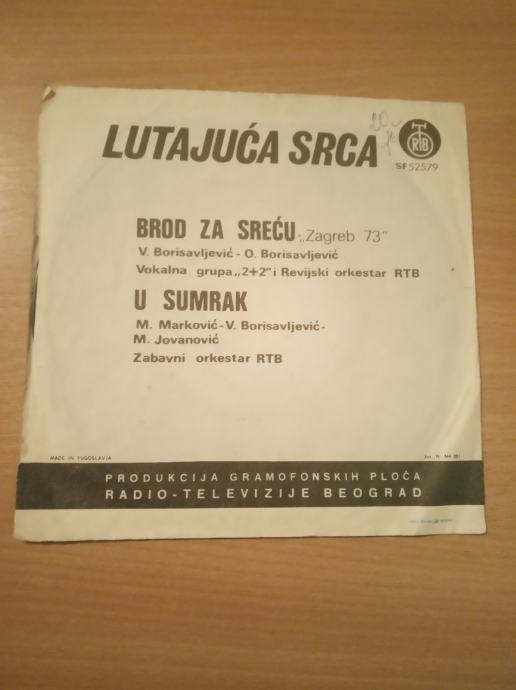 LUTAJUĆA SRCA
20-
RTB
SF 52579
BROD ZA SREĆU-„Zagreb 73"
V. Borisavljević - O. Borisavljević
Vokalna grupa„2+2"i Revijski orkestar RTB
U SUMRAK
M. Marković - V. Borisavljević -
M. Jovanović
Zabavni orkestar RTB
MADE IN YUGOSLAVIA
PRODUKCIJA GRAMOFONSKIH PLOČA
RADIO-TELEVIZIJE BEOGRAD